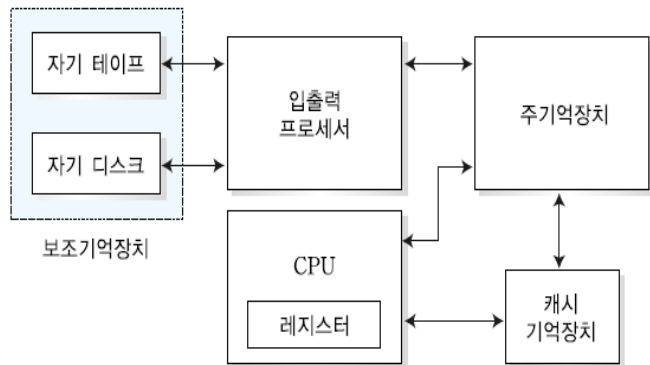 자기 테이프
자기 디스크
보조기억장치
입출력
프로세서
주기억장치
CPU
레지스터
캐시
기억장치